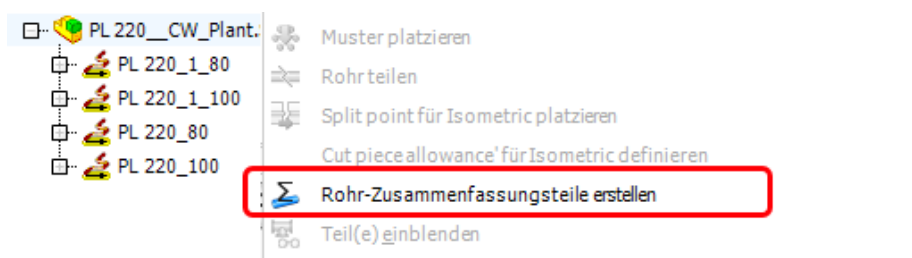 PL 220__CW_Plant.
PL 220_1_80
PL 220_1_100
PL 220_80
PL 220_100
Muster platzieren
Rohr teilen
Split point für Isometric platzieren
Cut piece allowance' für Isometric definieren
Rohr-Zusammenfassungsteile erstellen
Teil(e) einblenden